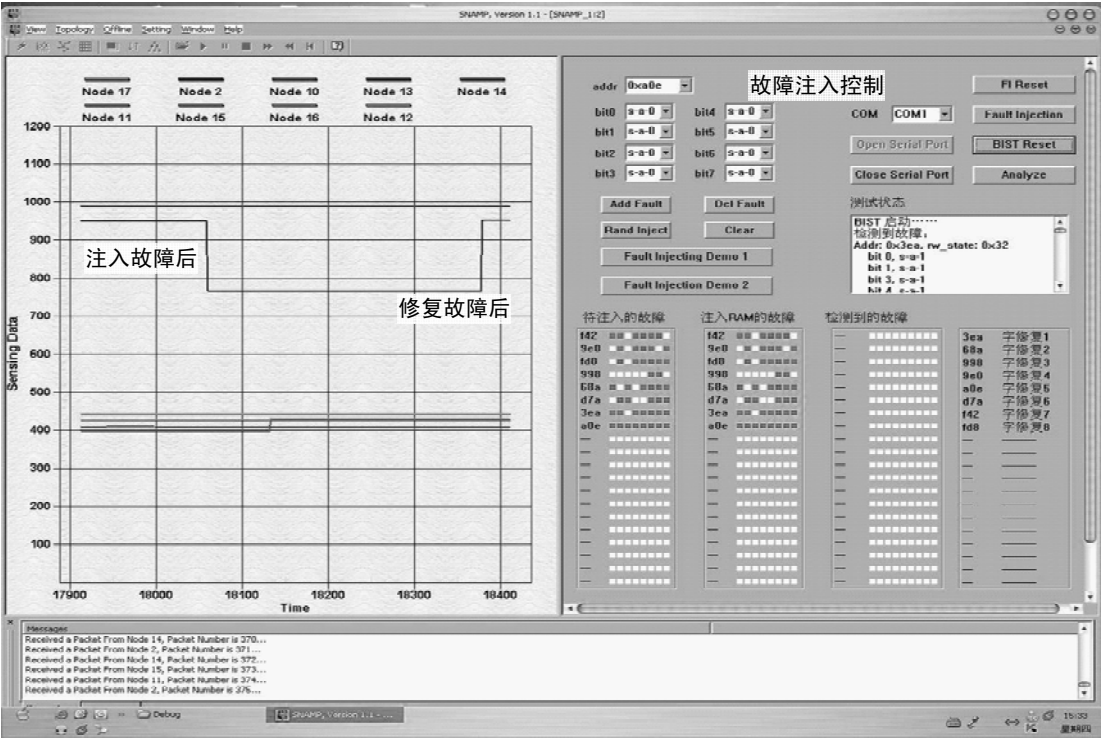 SNAMP, Version 1.1 - [SNAMP_1:2]
View Topology Offline Setting Window Help
Node 17 Node 2 Node 10 Node 13 Node 14
Node 11 Node 15 Node 16 Node 12
1200
1100
1000
900
800
700
600
500
400
300
200
100
Sensing Data
注入故障后
修复故障后
17900 18000 18100 18200 18300 18400
Time
故障注入控制
addr 0xa0e
bit0 s-a-0 bit4 s-a-0
bit1 s-a-0 bit5 s-a-0
bit2 s-a-0 bit6 s-a-0
bit3 s-a-0 bit7 s-a-0
COM COM1
FI Reset
Fault Injection
Open Serial Port BIST Reset
Close Serial Port Analyze
Add Fault Del Fault
Rand Inject Clear
Fault Injecting Demo 1
Fault Injection Demo 2
测试状态
BIST 启动……
检测到故障：
Addr: 0x3ea, rw_state: 0x32
bit 0, s-a-1
bit 1, s-a-1
bit 3, s-a-1
bit 4, s-a-1
待注入的故障 注入RAM的故障 检测到的故障
f42 f42
9e0 9e0
fd8 fd8
998 998
68a 68a
d7a d7a
3ea 3ea
a0e a0e
3ea 字修复1
68a 字修复2
998 字修复3
9e0 字修复4
a0e 字修复5
d7a 字修复6
f42 字修复7
fd8 字修复8
Messages
Received a Packet From Node 14, Packet Number is 370...
Received a Packet From Node 2, Packet Number is 371...
Received a Packet From Node 14, Packet Number is 372...
Received a Packet From Node 15, Packet Number is 373...
Received a Packet From Node 11, Packet Number is 374...
Received a Packet From Node 2, Packet Number is 375...
Debug
SNAMP, Version 1.1 - ...
15:33
星期四